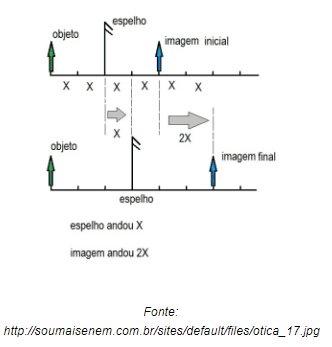 espelho
objeto
imagem inicial
X X X X X X
X
2X
objeto
imagem final
espelho
espelho andou X
imagem andou 2X
Fonte:
http://soumaisenem.com.br/sites/default/files/otica_17.jpg